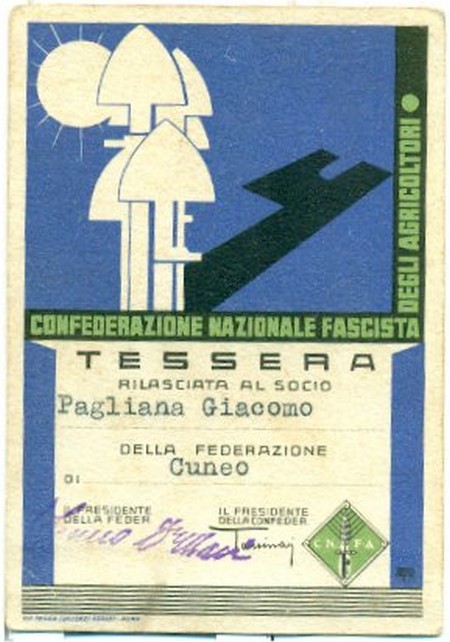 CONFEDERAZIONE NAZIONALE FASCISTA
DEGLI AGRICOLTORI
TESSERA
RILASCIATA AL SOCIO
Pagliana Giacomo
DELLA FEDERAZIONE
DI Cuneo
IL PRESIDENTE
DELLA FEDER.
IL PRESIDENTE
DELLA CONFEDER.
C N F A